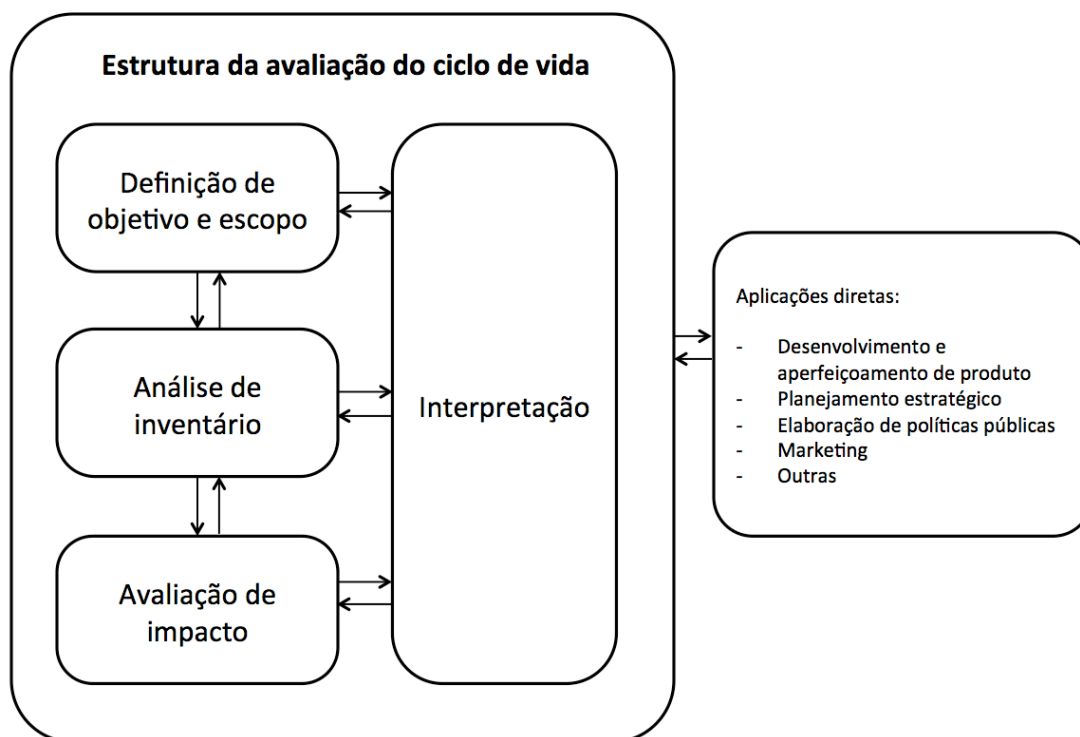 Estrutura da avaliação do ciclo de vida
Definição de
objetivo e escopo
Análise de
inventário
Avaliação de
impacto
Interpretação
Aplicações diretas:
- Desenvolvimento e
aperfeiçoamento de produto
- Planejamento estratégico
- Elaboração de políticas públicas
- Marketing
- Outras